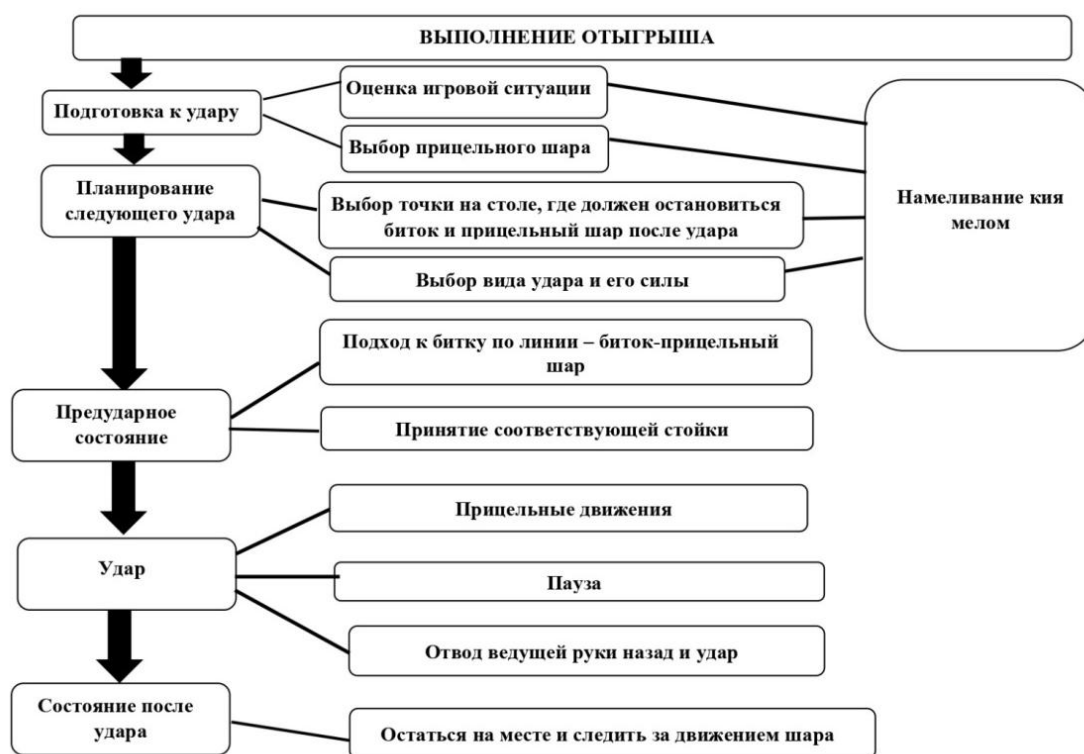 ВЫПОЛНЕНИЕ ОТЫГРЫША
Подготовка к удару
Оценка игровой ситуации
Выбор прицельного шара
Планирование
следующего удара
Выбор точки на столе, где должен остановиться
биток и прицельный шар после удара
Выбор вида удара и его силы
Намеливание кия
мелом
Предударное
состояние
Подход к битку по линии – биток-прицельный
шар
Принятие соответствующей стойки
Удар
Прицельные движения
Пауза
Отвод ведущей руки назад и удар
Состояние после
удара
Остаться на месте и следить за движением шара